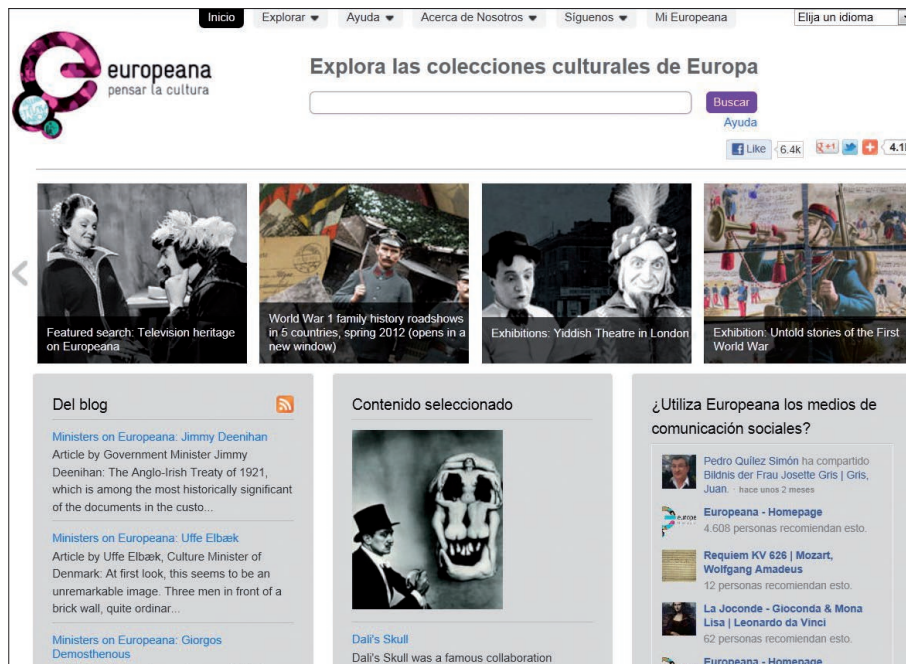 Inicio Explorar Ayuda Acerca de Nosotros Síguenos Mi Europeana Elija un idioma
europeana
pensar la cultura
Explora las colecciones culturales de Europa
Buscar
Ayuda
Like 6.4k +1
Featured search: Television heritage
on Europeana
World War 1 family history roadshows
in 5 countries, spring 2012 (opens in a
new window)
Exhibitions: Yiddish Theatre in London
Exhibition: Untold stories of the First
World War
Del blog
Ministers on Europeana: Jimmy Deenihan
Article by Government Minister Jimmy
Deenihan: The Anglo-Irish Treaty of 1921,
which is among the most historically significant
of the documents in the custo...
Ministers on Europeana: Uffe Elbæk
Article by Uffe Elbæk, Culture Minister of
Denmark: At first look, this seems to be an
unremarkable image. Three men in front of a
brick wall, quite ordinar...
Ministers on Europeana: Giorgos
Demosthenous
Contenido seleccionado
Dalí's Skull
Dalí's Skull was a famous collaboration
¿Utiliza Europeana los medios de
comunicación sociales?
Pedro Quílez Simón ha compartido
Bildnis der Frau Josette Gris | Gris,
Juan. · hace unos 2 meses
Europeana - Homepage
4.608 personas recomiendan esto.
Requiem KV 626 | Mozart,
Wolfgang Amadeus
12 personas recomiendan esto.
La Joconde - Gioconda & Mona
Lisa | Leonardo da Vinci
62 personas recomiendan esto.
Europeana - Homepage